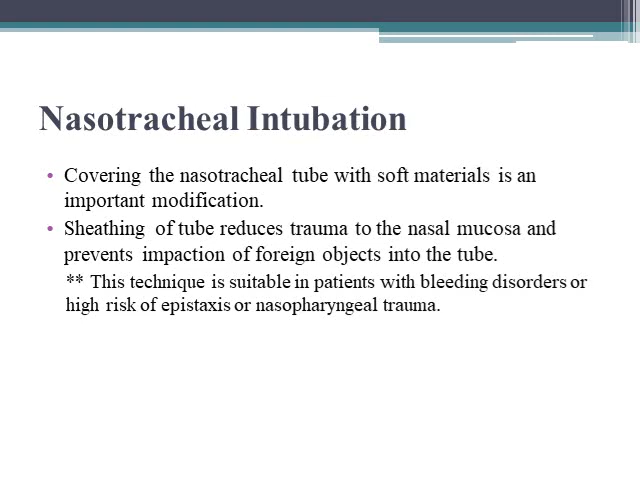 Nasotracheal Intubation
• Covering the nasotracheal tube with soft materials is an
important modification.
• Sheathing of tube reduces trauma to the nasal mucosa and
prevents impaction of foreign objects into the tube.
** This technique is suitable in patients with bleeding disorders or
high risk of epistaxis or nasopharyngeal trauma.